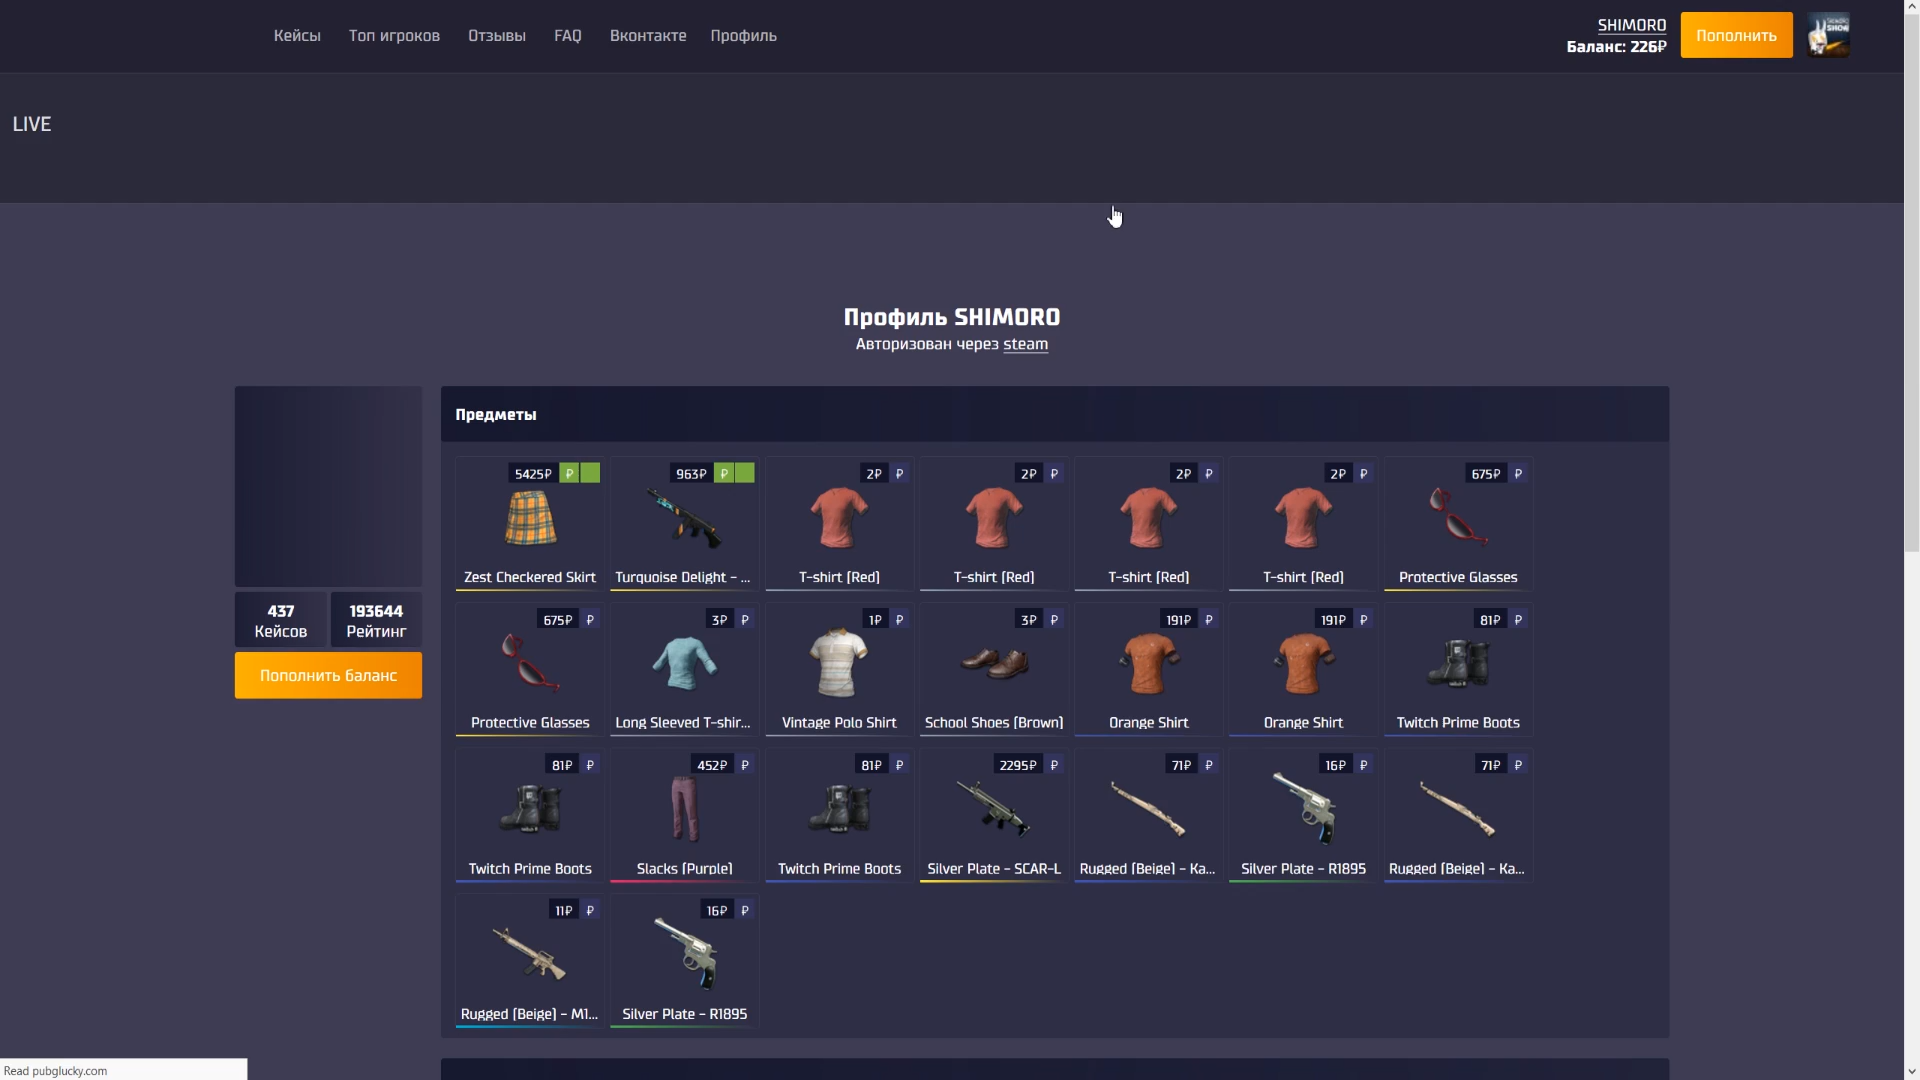 Кейсы Топ игроков Отзывы FAQ Вконтакте Профиль
SHIMORO
Баланс: 226₽
Пополнить
LIVE
Профиль SHIMORO
Авторизован через steam
Предметы
5425₽ ₽
Zest Checkered Skirt
963₽ ₽
Turquoise Delight - ...
2₽ ₽
T-shirt (Red)
2₽ ₽
T-shirt (Red)
2₽ ₽
T-shirt (Red)
2₽ ₽
T-shirt (Red)
675₽ ₽
Protective Glasses
675₽ ₽
Protective Glasses
3₽ ₽
Long Sleeved T-shir...
1₽ ₽
Vintage Polo Shirt
3₽ ₽
School Shoes (Brown)
191₽ ₽
Orange Shirt
191₽ ₽
Orange Shirt
81₽ ₽
Twitch Prime Boots
81₽ ₽
Twitch Prime Boots
452₽ ₽
Slacks (Purple)
81₽ ₽
Twitch Prime Boots
2295₽ ₽
Silver Plate - SCAR-L
71₽ ₽
Rugged (Beige) - Ka...
16₽ ₽
Silver Plate - R1895
71₽ ₽
Rugged (Beige) - Ka...
11₽ ₽
Rugged (Beige) - M1...
16₽ ₽
Silver Plate - R1895
437
Кейсов
193644
Рейтинг
Пополнить баланс
Read pubglucky.com